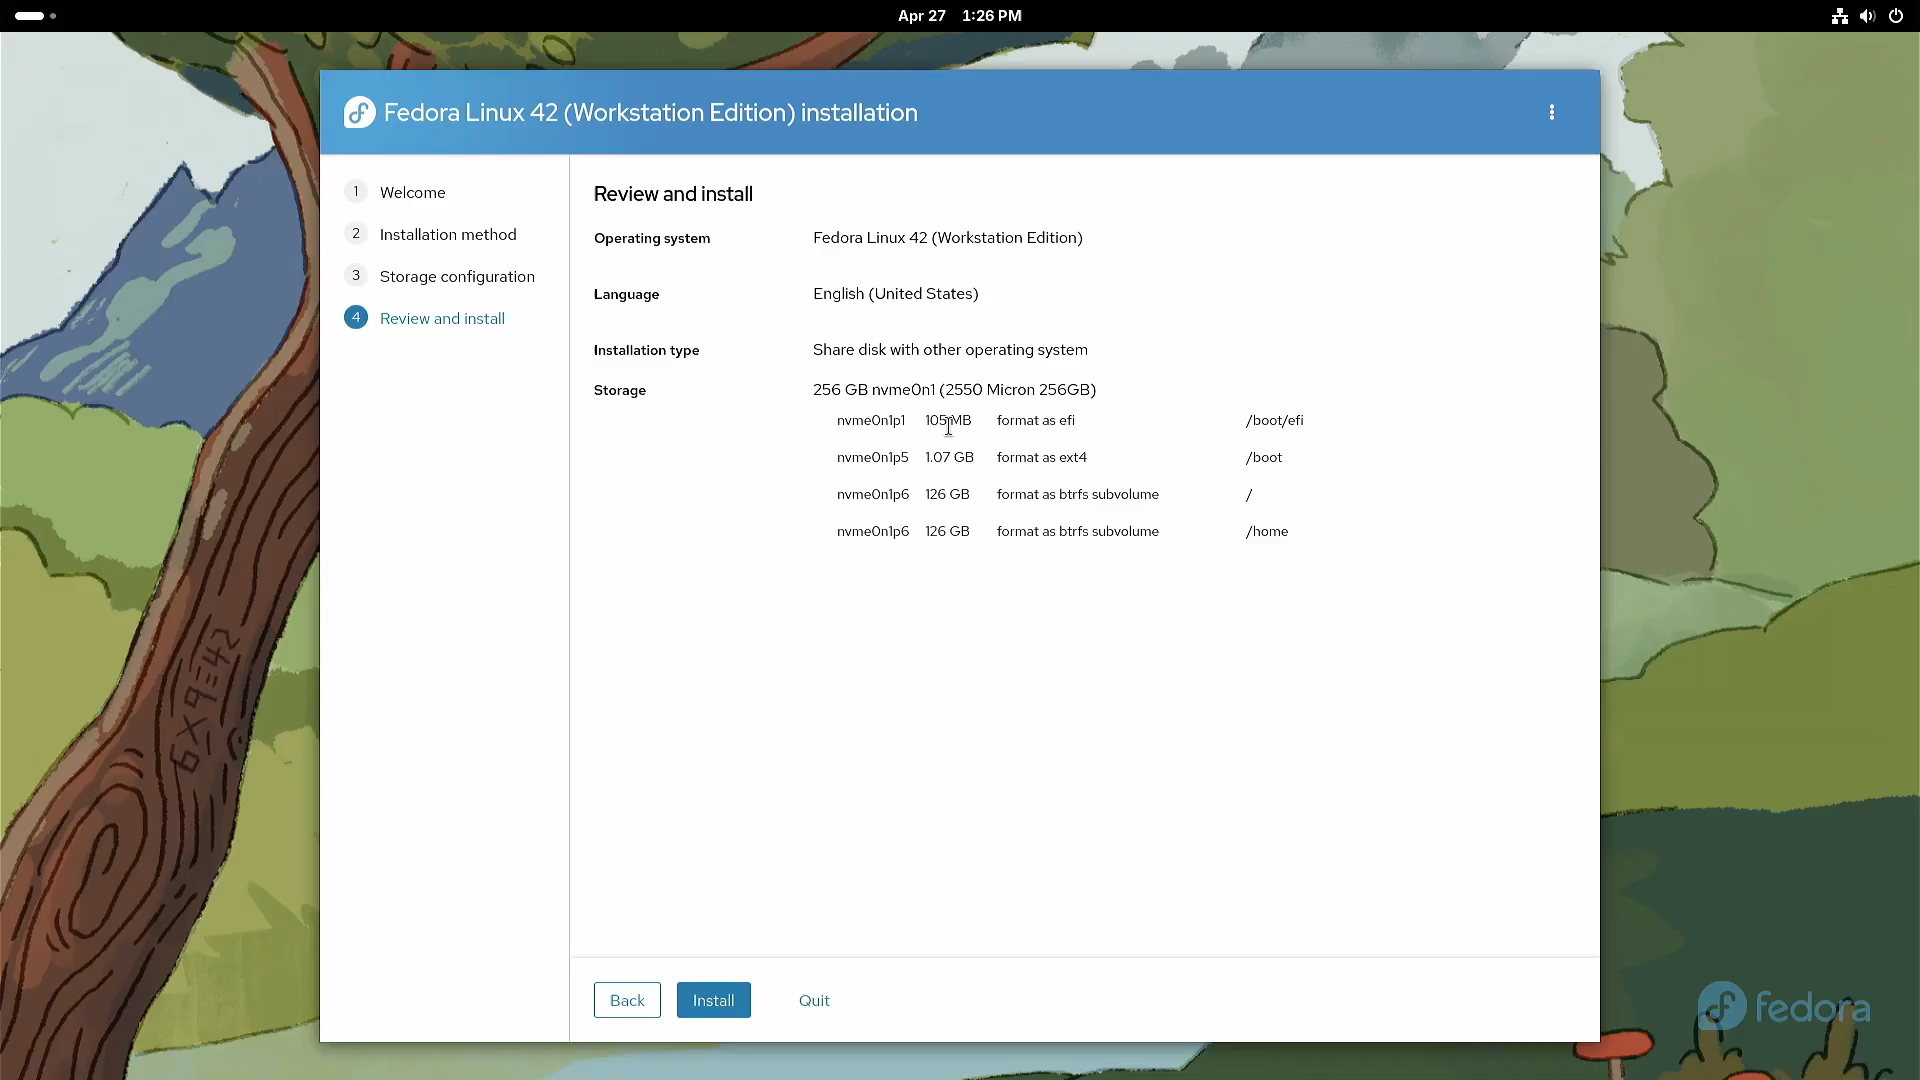 Apr 27 1:26 PM
Fedora Linux 42 (Workstation Edition) installation
1 Welcome
2 Installation method
3 Storage configuration
4 Review and install
Review and install
Operating system Fedora Linux 42 (Workstation Edition)
Language English (United States)
Installation type Share disk with other operating system
Storage 256 GB nvme0n1 (2550 Micron 256GB)
nvme0n1p1 105 MB format as efi /boot/efi
nvme0n1p5 1.07 GB format as ext4 /boot
nvme0n1p6 126 GB format as btrfs subvolume /
nvme0n1p6 126 GB format as btrfs subvolume /home
6x9=42
Back Install Quit
fedora